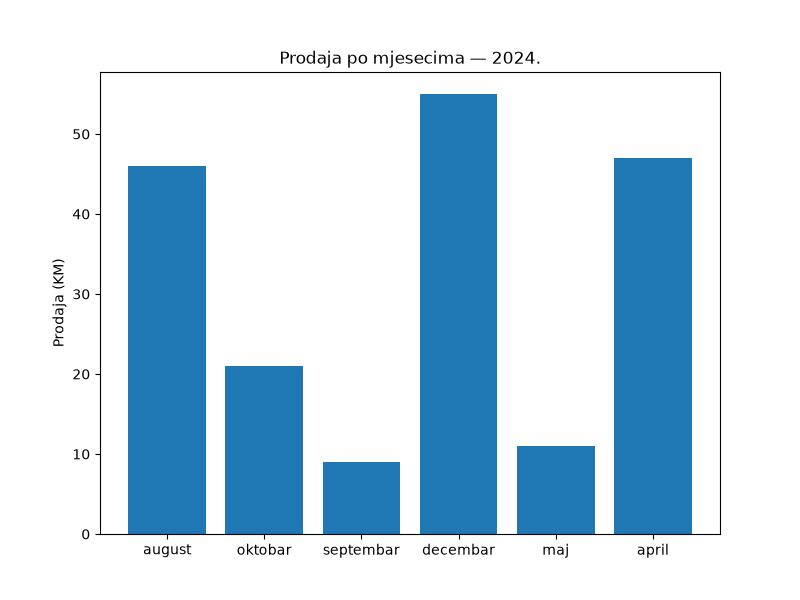 Prodaja po mjesecima — 2024.
Prodaja (KM)
50
40
30
20
10
0
august
oktobar
septembar
decembar
maj
april